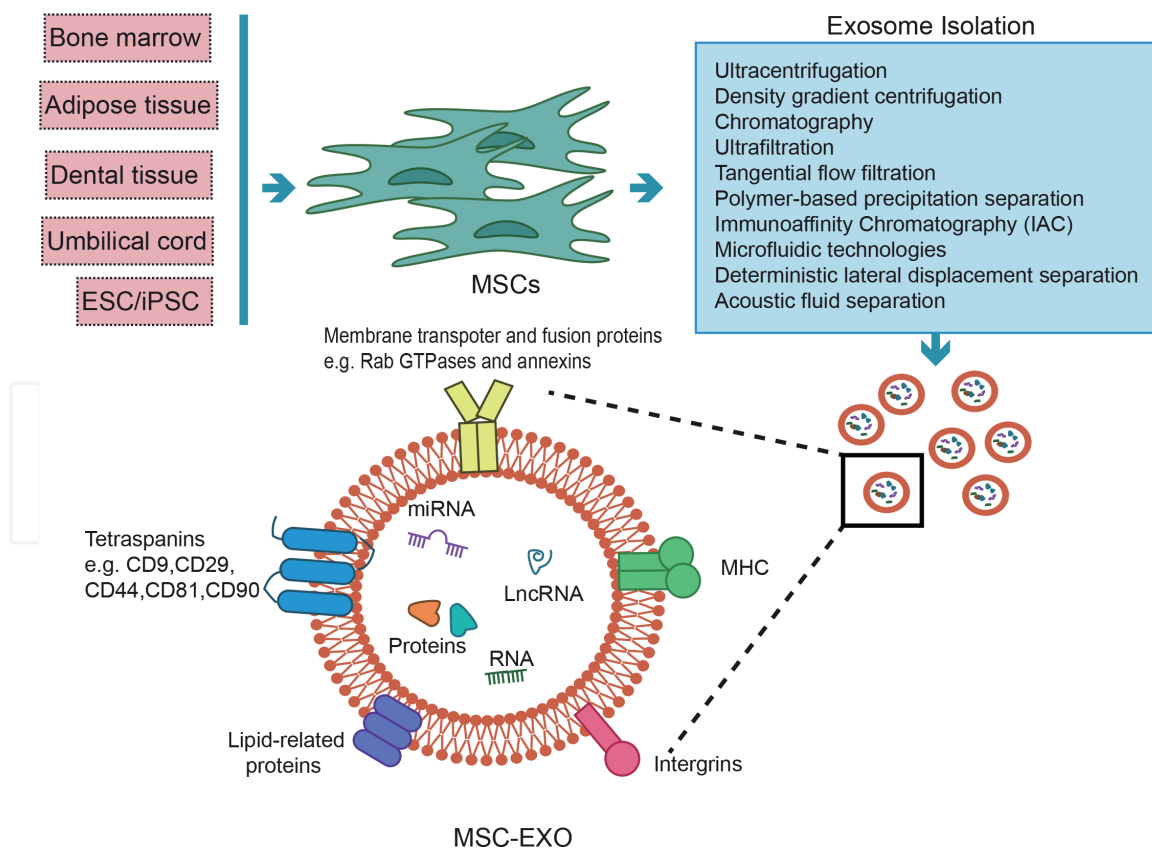 Bone marrow
Adipose tissue
Dental tissue
Umbilical cord
ESC/iPSC
MSCs
Exosome Isolation
Ultracentrifugation
Density gradient centrifugation
Chromatography
Ultrafiltration
Tangential flow filtration
Polymer-based precipitation separation
Immunoaffinity Chromatography (IAC)
Microfluidic technologies
Deterministic lateral displacement separation
Acoustic fluid separation
Membrane transpoter and fusion proteins
e.g. Rab GTPases and annexins
miRNA
Tetraspanins
e.g. CD9,CD29,
CD44,CD81,CD90
LncRNA
MHC
Proteins
RNA
Lipid-related
proteins
Intergrins
MSC-EXO